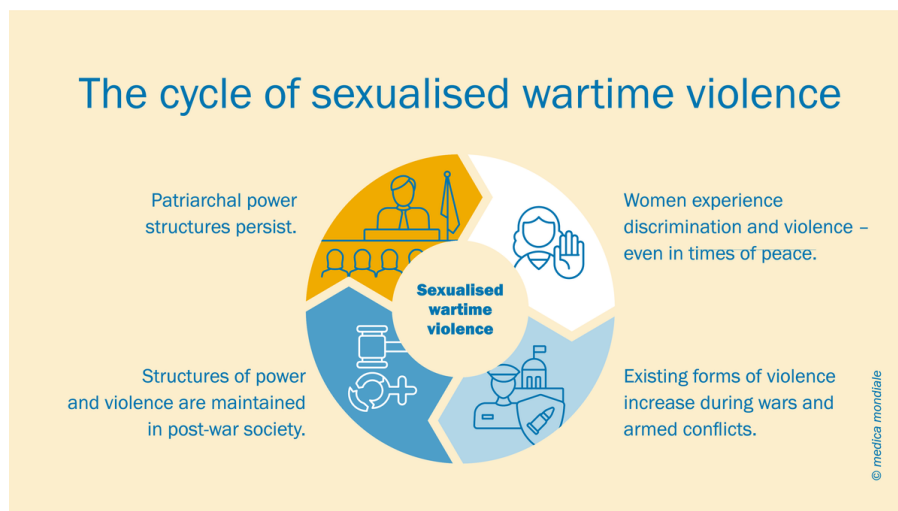 The cycle of sexualised wartime violence
Patriarchal power
structures persist.
Women experience
discrimination and violence –
even in times of peace.
Sexualised
wartime
violence
Structures of power
and violence are maintained
in post-war society.
Existing forms of violence
increase during wars and
armed conflicts.
© medica mondiale